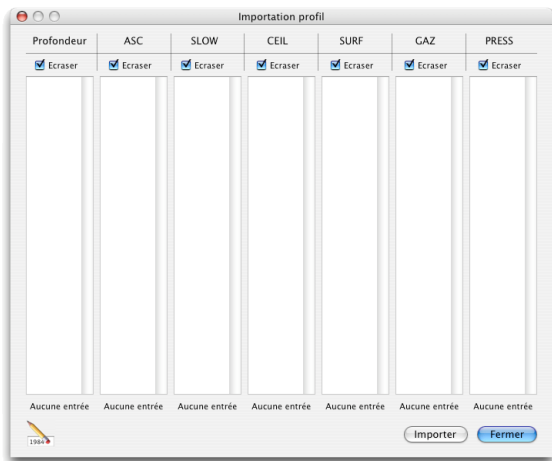 Importation profil
Profondeur ASC SLOW CEIL SURF GAZ PRESS
Ecraser Ecraser Ecraser Ecraser Ecraser Ecraser Ecraser
Aucune entrée Aucune entrée Aucune entrée Aucune entrée Aucune entrée Aucune entrée Aucune entrée
1984
Importer Fermer